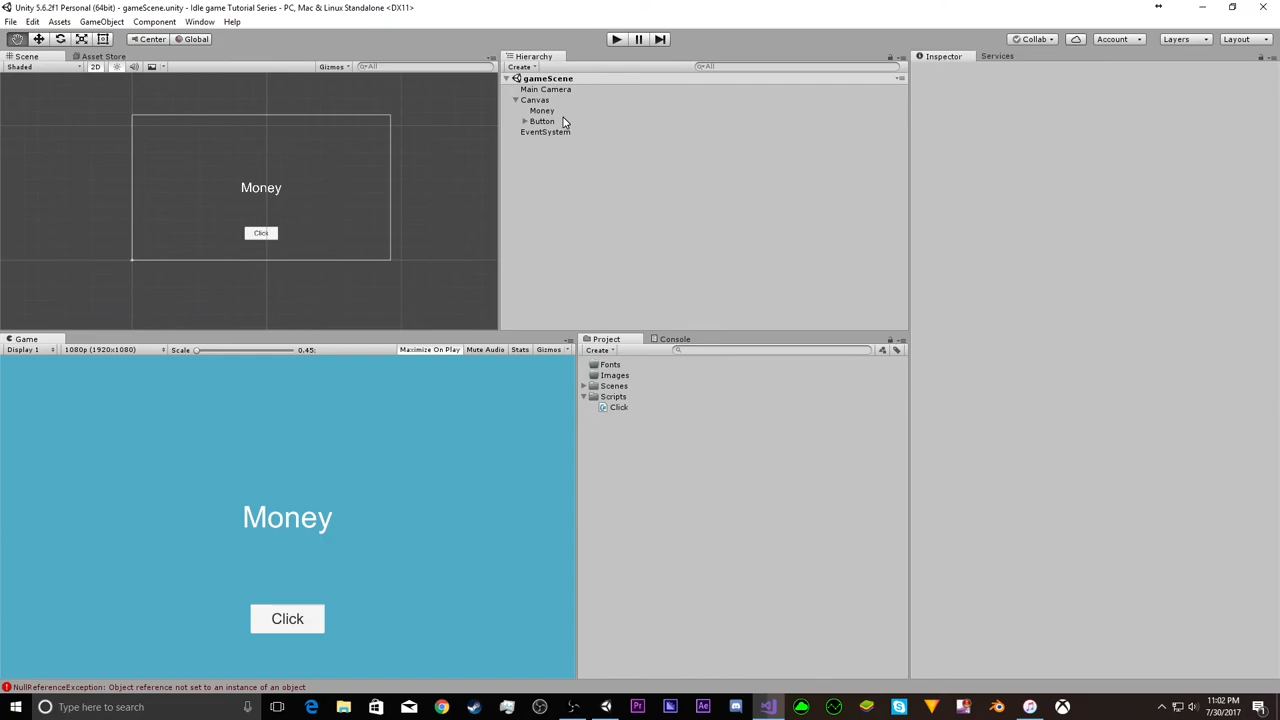 Unity 5.6.2f1 Personal (64bit) - gameScene.unity - Idle game Tutorial Series - PC, Mac & Linux Standalone <DX11>
File Edit Assets GameObject Component Window Help
Center Global Collab Account Layers Layout
Scene Asset Store Hierarchy Inspector Services
Shaded 2D Gizmos All Create All
gameScene
Main Camera
Canvas
Money
Button
EventSystem
Money
Click
Game Project Console
Display 1 1080p (1920x1080) Scale 0.45: Maximize On Play Mute Audio Stats Gizmos Create
Fonts
Images
Scenes
Scripts
Click
Money
Click
NullReferenceException: Object reference not set to an instance of an object
Type here to search
11:02 PM
7/30/2017